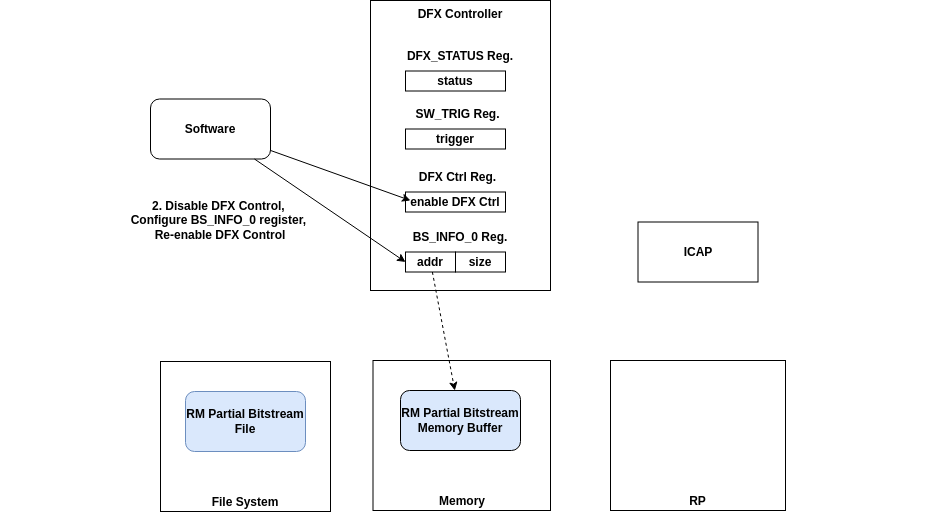 DFX Controller
DFX_STATUS Reg.
status
Software
SW_TRIG Reg.
trigger
DFX Ctrl Reg.
enable DFX Ctrl
2. Disable DFX Control,
Configure BS_INFO_0 register,
Re-enable DFX Control
BS_INFO_0 Reg.
addr
size
ICAP
RM Partial Bitstream
File
File System
RM Partial Bitstream
Memory Buffer
Memory
RP